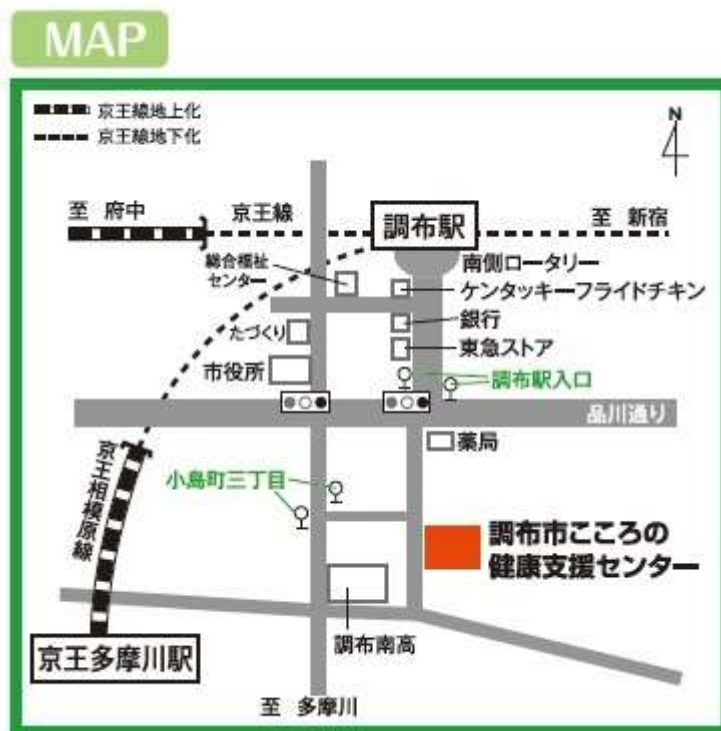 MAP
京王線地上化
京王線地下化
N
至 府中
京王線
調布駅
至 新宿
総合福祉
センター
南側ロータリー
ケンタッキーフライドチキン
たづくり
銀行
東急ストア
市役所
調布駅入口
品川通り
薬局
京王相模原線
小島町三丁目
調布市こころの
健康支援センター
京王多摩川駅
調布南高
至 多摩川